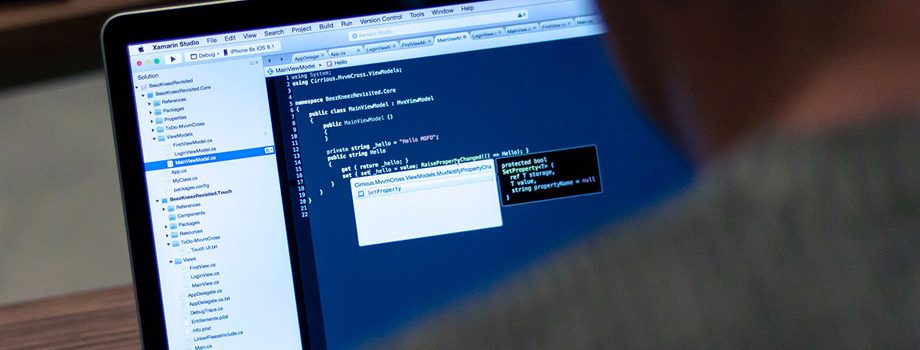 Xamarin Studio File Edit View Search Project Build Run Version Control Tools Window Help
Debug iPhone 6s iOS 9.1
Xamarin Studio
Solution
BeezKneezRevisited
BeezKneezRevisited.Core
References
Packages
Properties
ToDo-MvvmCross
ViewModels
FirstViewModel.cs
LoginViewModel.cs
MainViewModel.cs
App.cs
MyClass.cs
packages.config
BeezKneezRevisited.Touch
References
Components
Packages
Resources
ToDo-MvvmCross
Touch UI.txt
Views
FirstView.cs
LoginView.cs
MainView.cs
AppDelegate.cs
AppDelegate.cs.txt
DebugTrace.cs
Entitlements.plist
Info.plist
LinkerPleaseInclude.cs
Main.cs
App.cs
MainViewModel Hello
1 using System;
2 using Cirrious.MvvmCross.ViewModels;
3
4
5 namespace BeezKneezRevisited.Core
6 {
7 public class MainViewModel : MvxViewModel
8 {
9 public MainViewModel ()
10 {
11 }
12
13 private string _hello = "Hello MDFD";
14 public string Hello
15 {
16 get { return _hello; }
17 set { set _hello = value; RaisePropertyChanged(() => Hello); }
18 }
19 }
20 }
21
22
Cirrious.MvvmCross.ViewModels.MvxNotifyPropertyCha
SetProperty
protected bool
SetProperty<T> (
ref T storage,
T value,
string propertyName = null
)